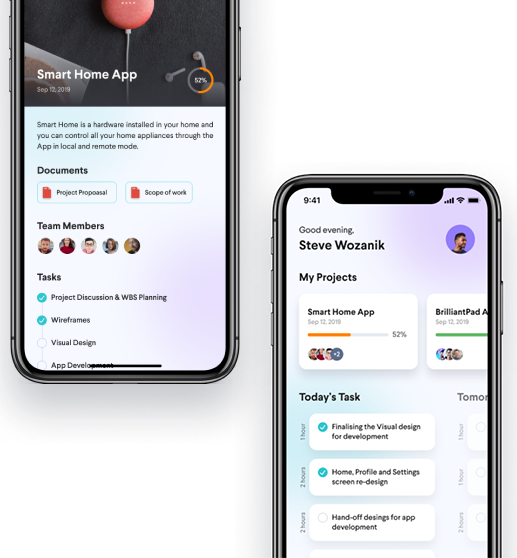 Smart Home App
52%
Sep 12, 2019
Smart Home is a hardware installed in your home and
you can control all your home appliances through the
App in local and remote mode.
Documents
Project Propoasal
Scope of work
Team Members
Tasks
Project Discussion & WBS Planning
Wireframes
Visual Design
App Development
9:41
Good evening,
Steve Wozanik
My Projects
Smart Home App
Sep 12, 2019
52%
+2
BrilliantPad A
Sep 12, 2019
Today's Task
Tomor
1 hour
Finalising the Visual design
for development
1 hour
2 hours
Home, Profile and Settings
screen re-design
1 hour
2 hours
Hand-off desings for app
development
2 hours